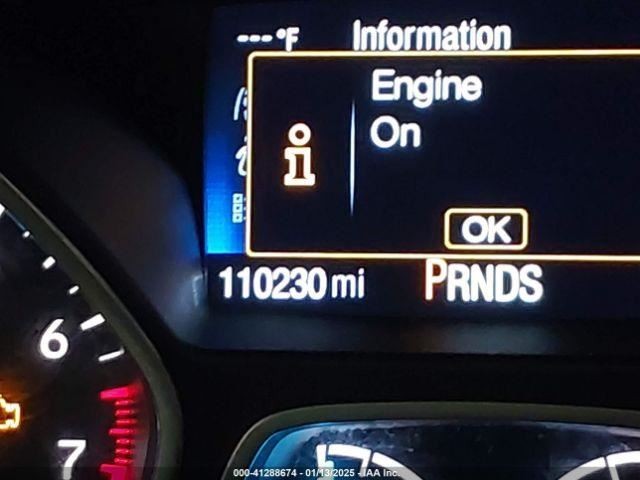 ---°F Information
Engine
On
i
OK
110230 mi PRNDS
6
7
000-41288674 - 01/13/2025 - IAA Inc.